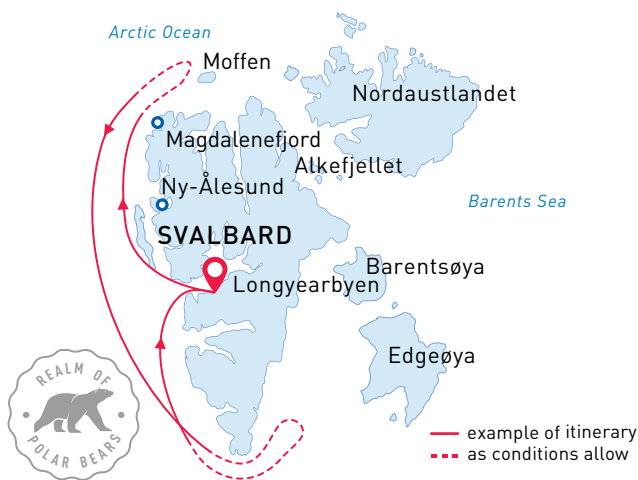 Arctic Ocean
Moffen
Nordaustlandet
Magdalenefjord
Alkefjellet
Ny-Ålesund
Barents Sea
SVALBARD
Barentsøya
Longyearbyen
Edgeøya
REALM OF
POLAR BEARS
example of itinerary
as conditions allow